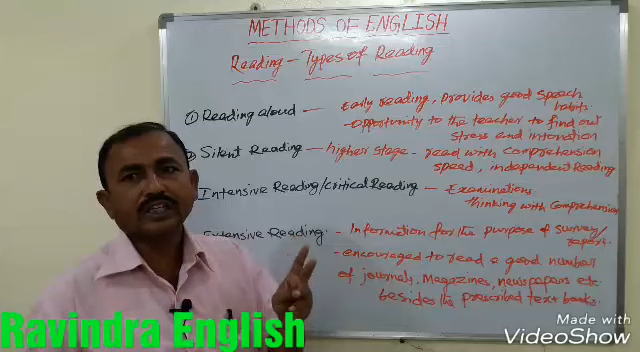 METHODS OF ENGLISH
Reading - Types of Reading
① Reading aloud — Early reading, provides good speech habits.
- opportunity to the teacher to find out
stress and intonation
② Silent Reading — higher stage - read with comprehension
speed, independent Reading
Intensive Reading/critical Reading — Examinations
thinking with comprehension
Extensive Reading. - Information for the purpose of survey/
report.
- encouraged to read a good number
of journals, Magazines, newspapers etc
besides the prescribed text books.
Ravindra English
Made with
VideoShow